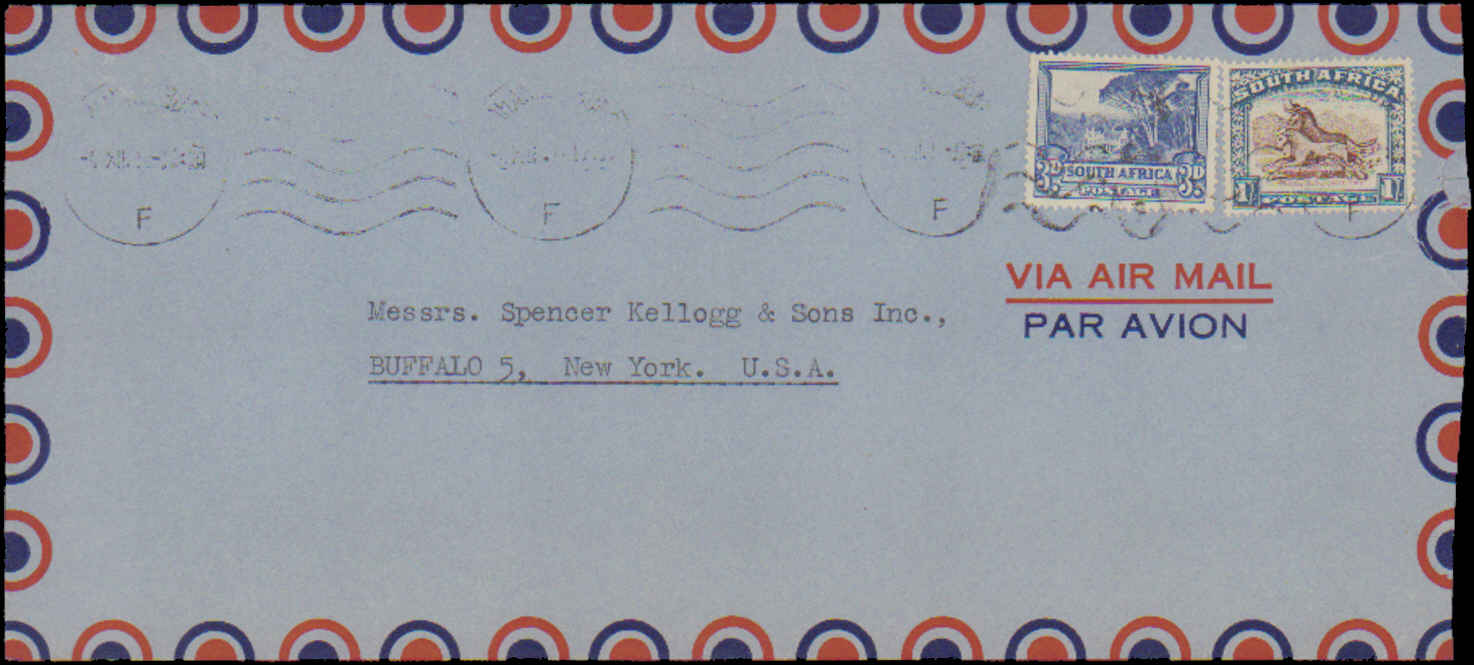 F
F
F
F
3D SOUTH AFRICA 3D
POSTAGE
SOUTH AFRICA
1/- 1/-
POSTAGE
VIA AIR MAIL
PAR AVION
Messrs. Spencer Kellogg & Sons Inc.,
BUFFALO 5, New York. U.S.A.